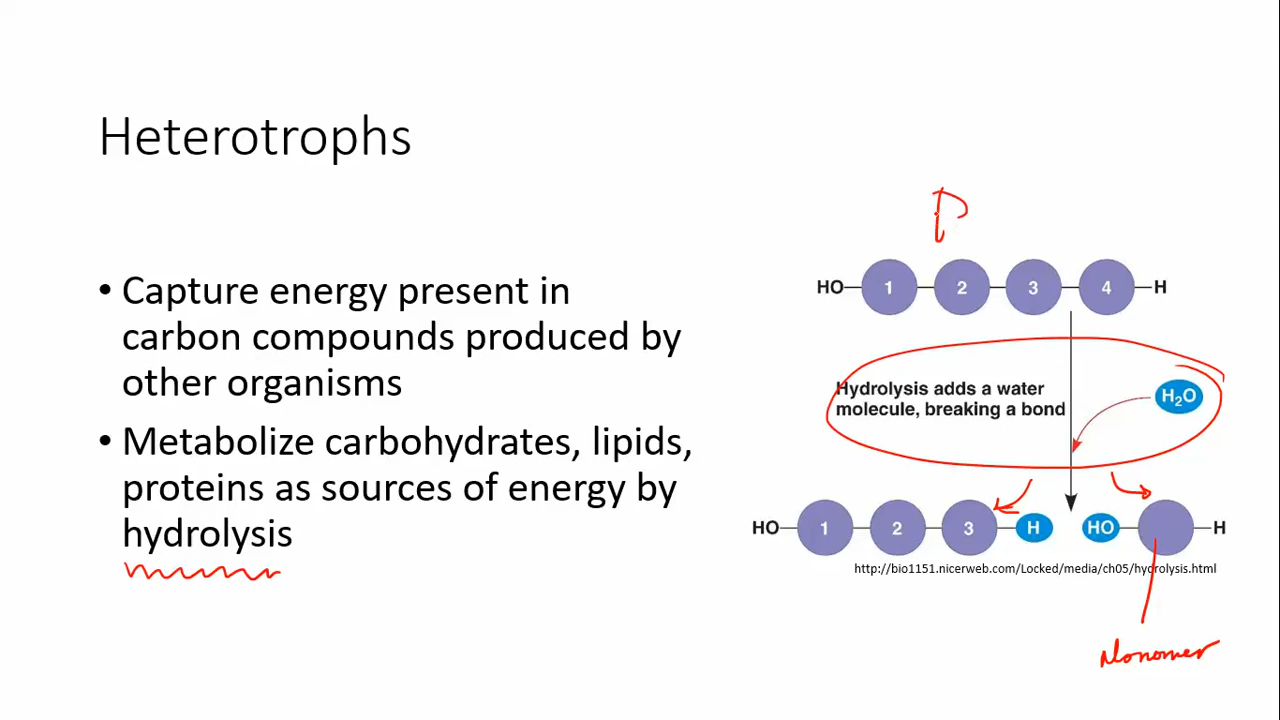 Heterotrophs
• Capture energy present in
carbon compounds produced by
other organisms
• Metabolize carbohydrates, lipids,
proteins as sources of energy by
hydrolysis
P
HO 1 2 3 4 H
Hydrolysis adds a water
molecule, breaking a bond
H₂O
HO 1 2 3 H HO H
http://bio1151.nicerweb.com/Locked/media/ch05/hydrolysis.html
Monomer